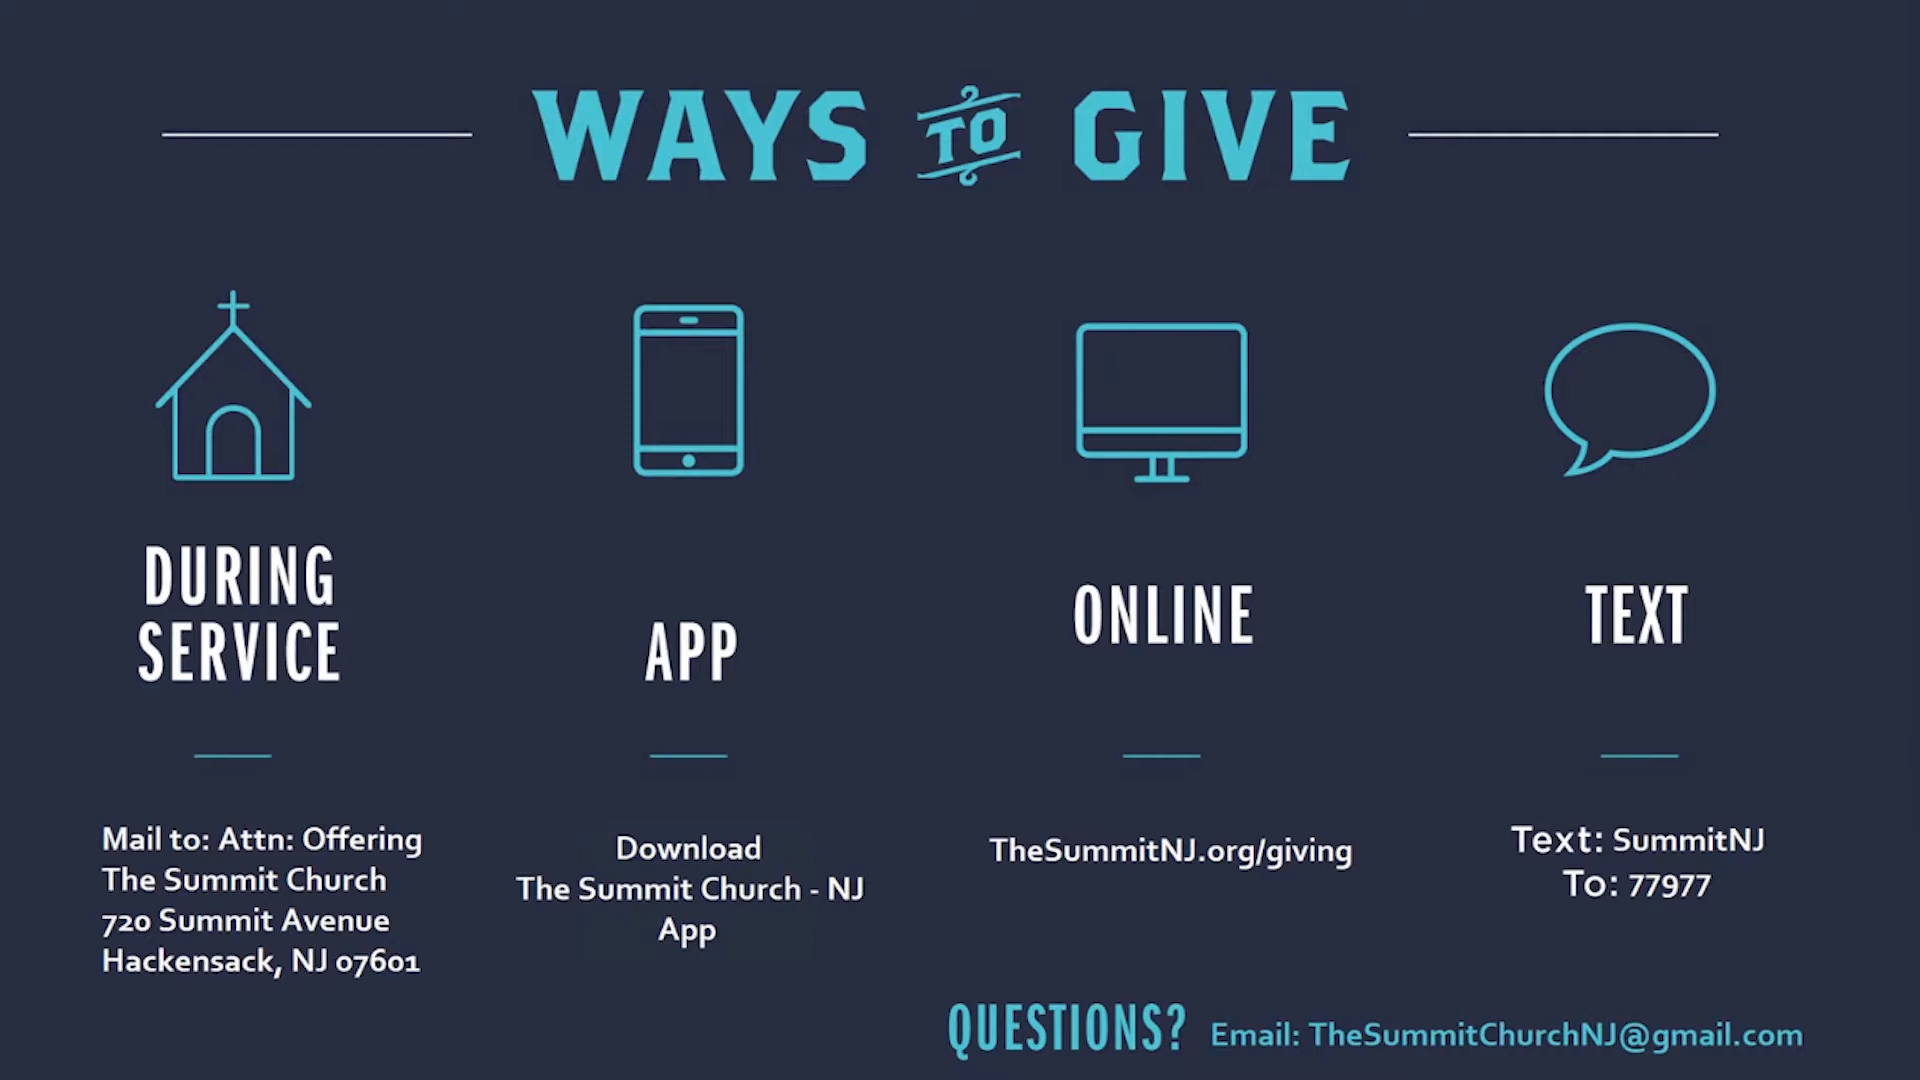 WAYS TO GIVE
DURING
SERVICE
Mail to: Attn: Offering
The Summit Church
720 Summit Avenue
Hackensack, NJ 07601
APP
Download
The Summit Church - NJ
App
ONLINE
TheSummitNJ.org/giving
TEXT
Text: SummitNJ
To: 77977
QUESTIONS? Email: TheSummitChurchNJ@gmail.com